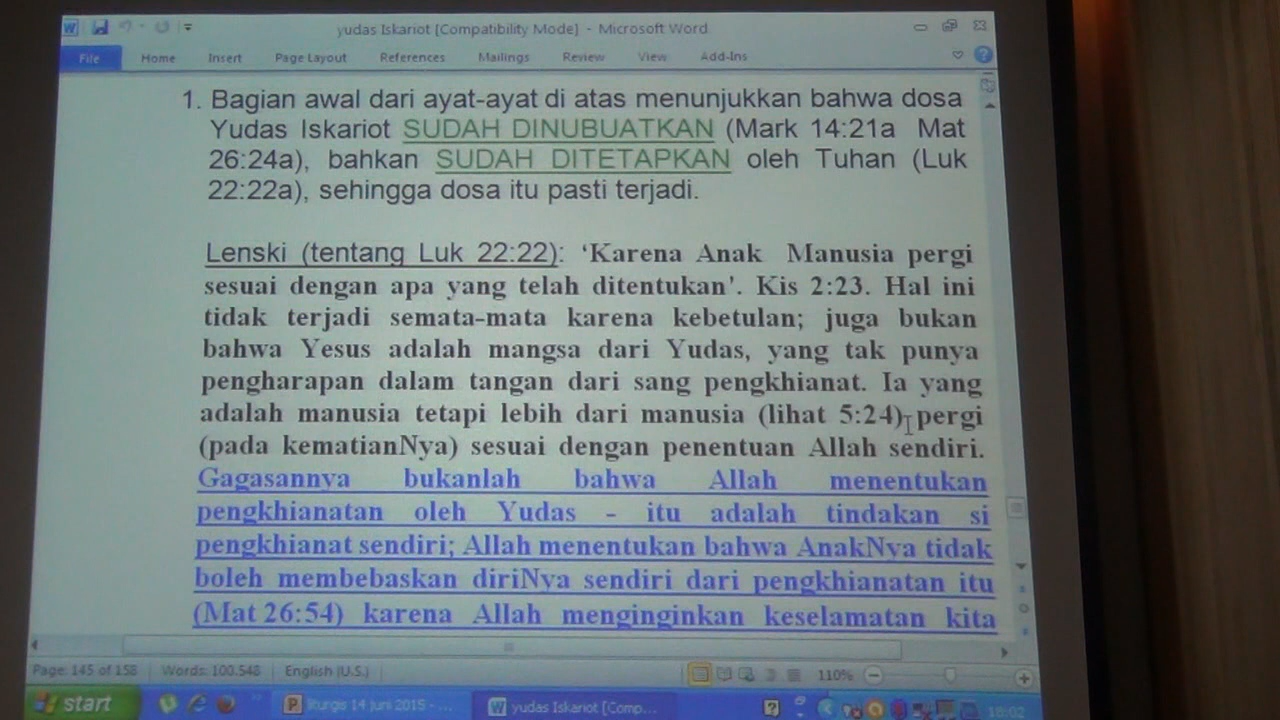 yudas Iskariot [Compatibility Mode] - Microsoft Word
File Home Insert Page Layout References Mailings Review View Add-Ins
1. Bagian awal dari ayat-ayat di atas menunjukkan bahwa dosa
Yudas Iskariot SUDAH DINUBUATKAN (Mark 14:21a Mat
26:24a), bahkan SUDAH DITETAPKAN oleh Tuhan (Luk
22:22a), sehingga dosa itu pasti terjadi.
Lenski (tentang Luk 22:22): ‘Karena Anak Manusia pergi
sesuai dengan apa yang telah ditentukan’. Kis 2:23. Hal ini
tidak terjadi semata-mata karena kebetulan; juga bukan
bahwa Yesus adalah mangsa dari Yudas, yang tak punya
pengharapan dalam tangan dari sang pengkhianat. Ia yang
adalah manusia tetapi lebih dari manusia (lihat 5:24) pergi
(pada kematianNya) sesuai dengan penentuan Allah sendiri.
Gagasannya bukanlah bahwa Allah menentukan
pengkhianatan oleh Yudas - itu adalah tindakan si
pengkhianat sendiri; Allah menentukan bahwa AnakNya tidak
boleh membebaskan diriNya sendiri dari pengkhianatan itu
(Mat 26:54) karena Allah menginginkan keselamatan kita
Page: 145 of 158 Words: 100.548 English (U.S.) 110%
start liturgis 14 juni 2015 - .... yudas Iskariot [Comp... 18:02